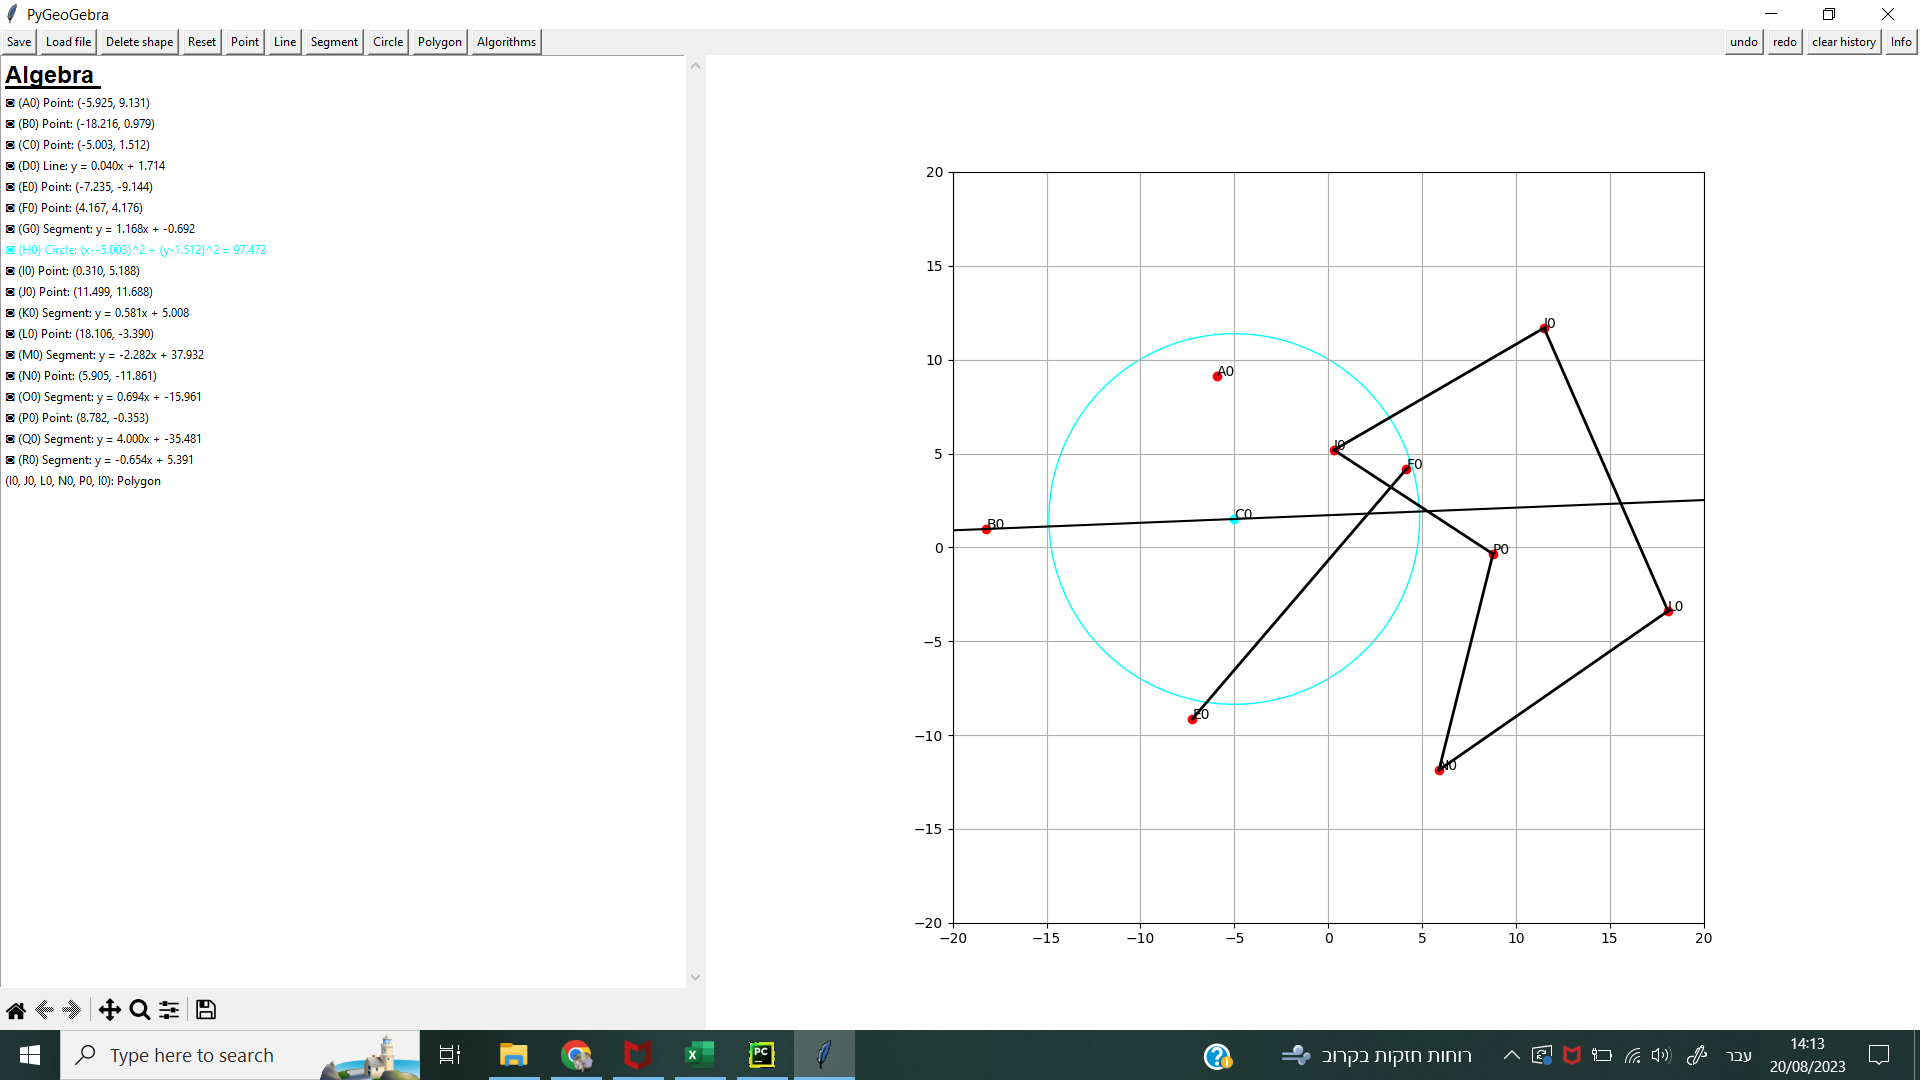 PyGeoGebra
Save Load file Delete shape Reset Point Line Segment Circle Polygon Algorithms undo redo clear history Info
Algebra
(A0) Point: (-5.925, 9.131)
(B0) Point: (-18.216, 0.979)
(C0) Point: (-5.003, 1.512)
(D0) Line: y = 0.040x + 1.714
(E0) Point: (-7.235, -9.144)
(F0) Point: (4.167, 4.176)
(G0) Segment: y = 1.168x + -0.692
(H0) Circle: (x--5.003)^2 + (y-1.512)^2 = 97.472
(I0) Point: (0.310, 5.188)
(J0) Point: (11.499, 11.688)
(K0) Segment: y = 0.581x + 5.008
(L0) Point: (18.106, -3.390)
(M0) Segment: y = -2.282x + 37.932
(N0) Point: (5.905, -11.861)
(O0) Segment: y = 0.694x + -15.961
(P0) Point: (8.782, -0.353)
(Q0) Segment: y = 4.000x + -35.481
(R0) Segment: y = -0.654x + 5.391
(I0, J0, L0, N0, P0, I0): Polygon
20
15
J0
10
A0
I0
5
F0
C0
B0
0
P0
L0
−5
E0
−10
N0
−15
−20
−20 −15 −10 −5 0 5 10 15 20
Type here to search
PC
רוחות חזקות בקרוב
עבר
14:13
20/08/2023